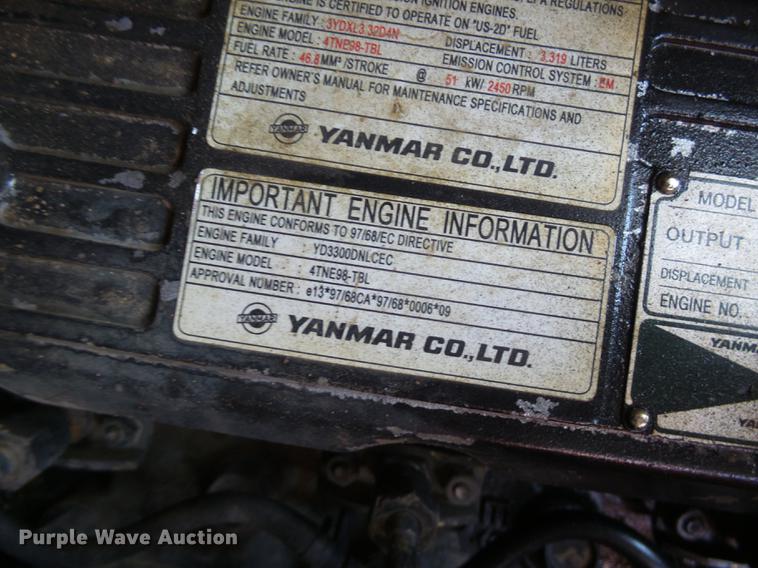 IGNITION ENGINES.
REGULATIONS
ENGINE IS CERTIFIED TO OPERATE ON "US-2D" FUEL
ENGINE FAMILY : 3YDXL3.32D4N
DISPLACEMENT : 3.319 LITERS
ENGINE MODEL : 4TNE98-TBL
EMISSION CONTROL SYSTEM : EM
FUEL RATE : 46.8 MM³/STROKE @ 51 kW/ 2450 RPM
REFER OWNER'S MANUAL FOR MAINTENANCE SPECIFICATIONS AND
ADJUSTMENTS
YANMAR YANMAR CO.,LTD.
IMPORTANT ENGINE INFORMATION
THIS ENGINE CONFORMS TO 97/68/EC DIRECTIVE
ENGINE FAMILY : YD3300DNLCEC
ENGINE MODEL : 4TNE98-TBL
APPROVAL NUMBER : e13*97/68CA*97/68*0006*09
YANMAR YANMAR CO.,LTD.
MODEL
OUTPUT
DISPLACEMENT
ENGINE NO.
Purple Wave Auction